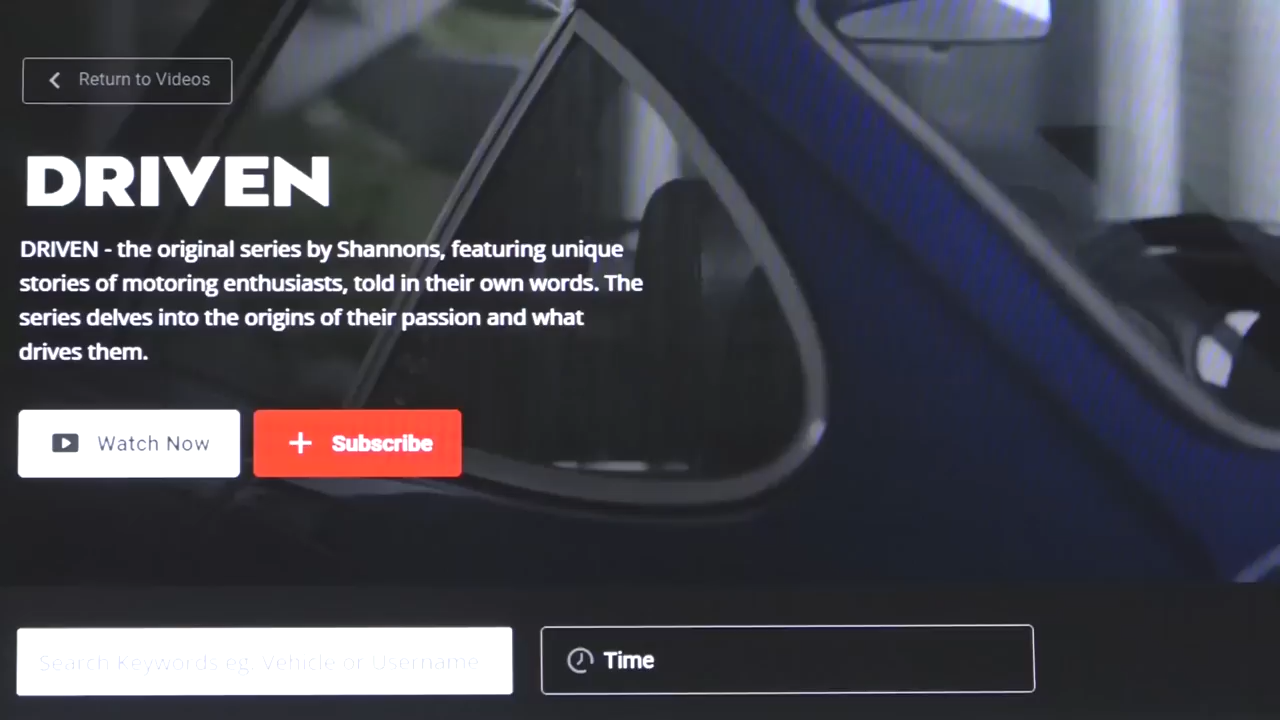 Return to Videos
DRIVEN
DRIVEN - the original series by Shannons, featuring unique
stories of motoring enthusiasts, told in their own words. The
series delves into the origins of their passion and what
drives them.
Watch Now
Subscribe
Search Keywords eg. Vehicle or Username
Time